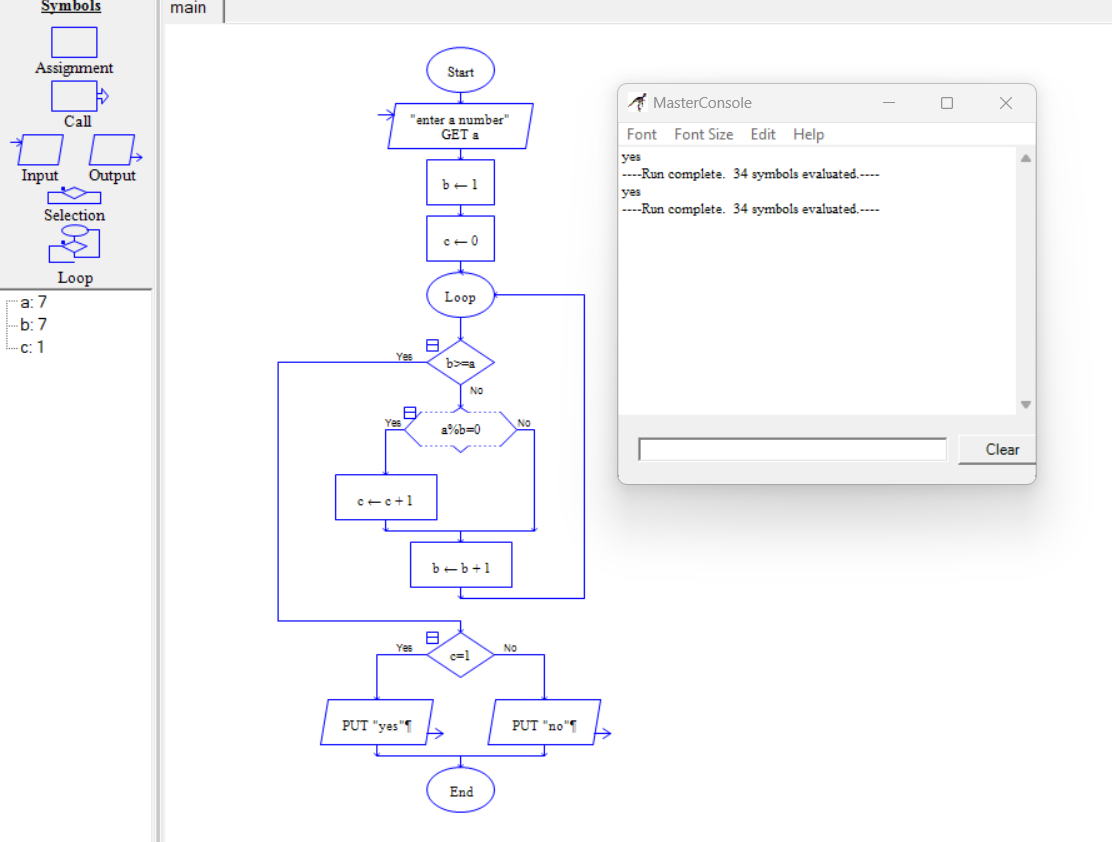 Symbols
Assignment
Call
Input
Output
Selection
Loop
a: 7
b: 7
c: 1
main
Start
"enter a number"
GET a
b ← 1
c ← 0
Loop
Yes
b>=a
No
Yes
a%b=0
No
c ← c + 1
b ← b + 1
Yes
c=1
No
PUT "yes"¶
PUT "no"¶
End
MasterConsole
Font Font Size Edit Help
yes
----Run complete.  34 symbols evaluated.----
yes
----Run complete.  34 symbols evaluated.----
Clear